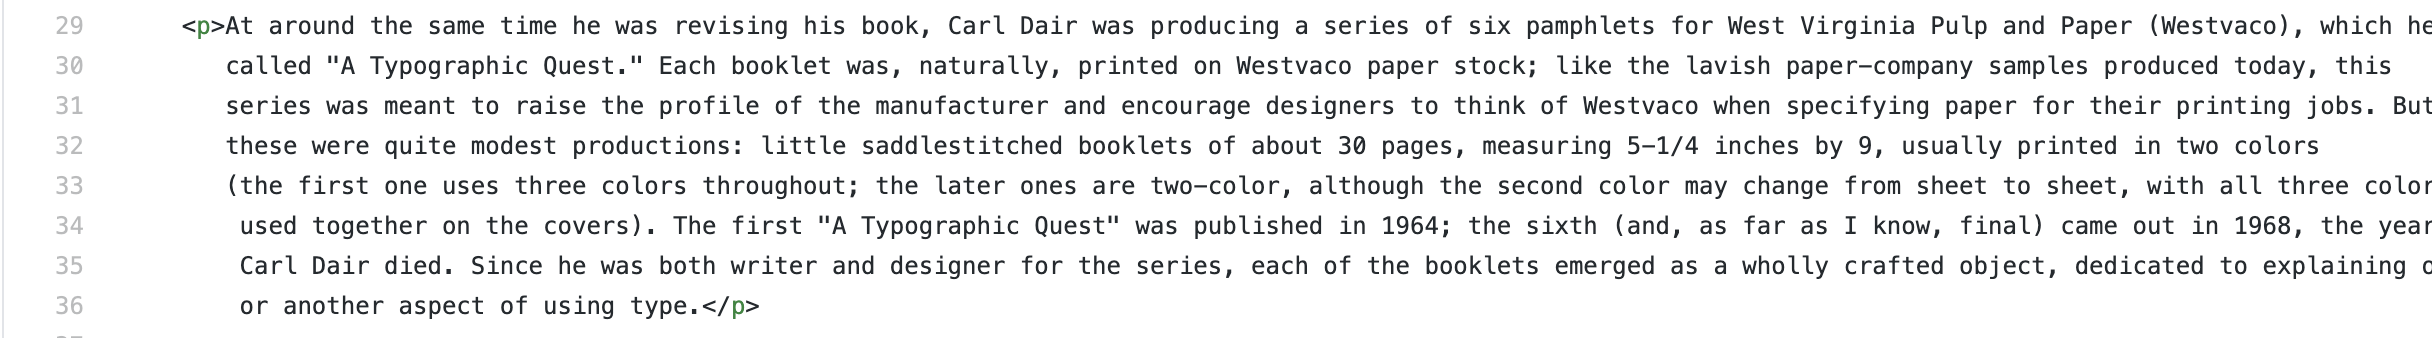 29 <p>At around the same time he was revising his book, Carl Dair was producing a series of six pamphlets for West Virginia Pulp and Paper (Westvaco), which he
30 called "A Typographic Quest." Each booklet was, naturally, printed on Westvaco paper stock; like the lavish paper-company samples produced today, this
31 series was meant to raise the profile of the manufacturer and encourage designers to think of Westvaco when specifying paper for their printing jobs. But
32 these were quite modest productions: little saddlestitched booklets of about 30 pages, measuring 5-1/4 inches by 9, usually printed in two colors
33 (the first one uses three colors throughout; the later ones are two-color, although the second color may change from sheet to sheet, with all three color
34 used together on the covers). The first "A Typographic Quest" was published in 1964; the sixth (and, as far as I know, final) came out in 1968, the year
35 Carl Dair died. Since he was both writer and designer for the series, each of the booklets emerged as a wholly crafted object, dedicated to explaining
36 or another aspect of using type.</p>